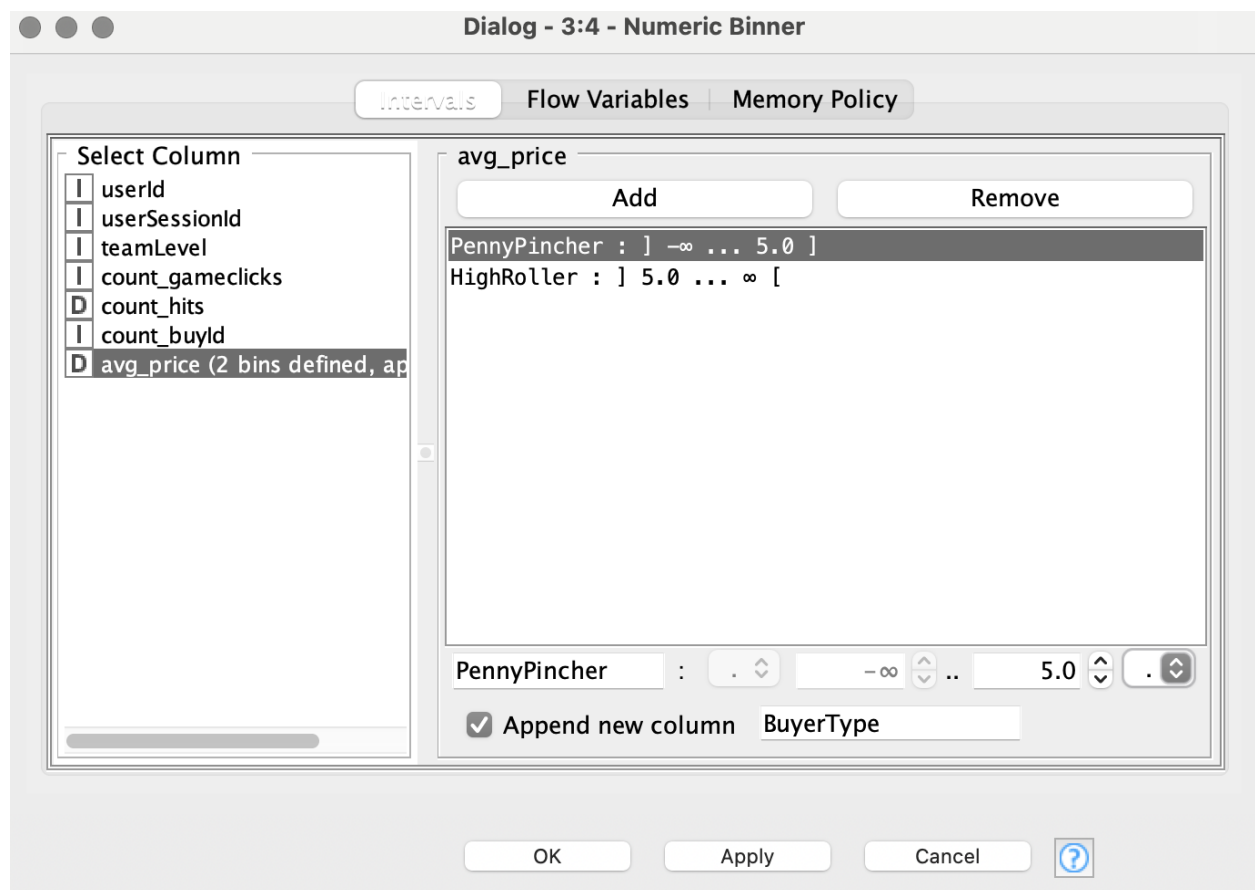 Dialog - 3:4 - Numeric Binner
Intervals
Flow Variables
Memory Policy
Select Column
I userId
I userSessionId
I teamLevel
I count_gameclicks
D count_hits
I count_buyId
D avg_price (2 bins defined, ap
avg_price
Add
Remove
PennyPincher : ] −∞ ... 5.0 ]
HighRoller : ] 5.0 ... ∞ [
PennyPincher : . −∞ .. 5.0 .
Append new column BuyerType
OK
Apply
Cancel
?